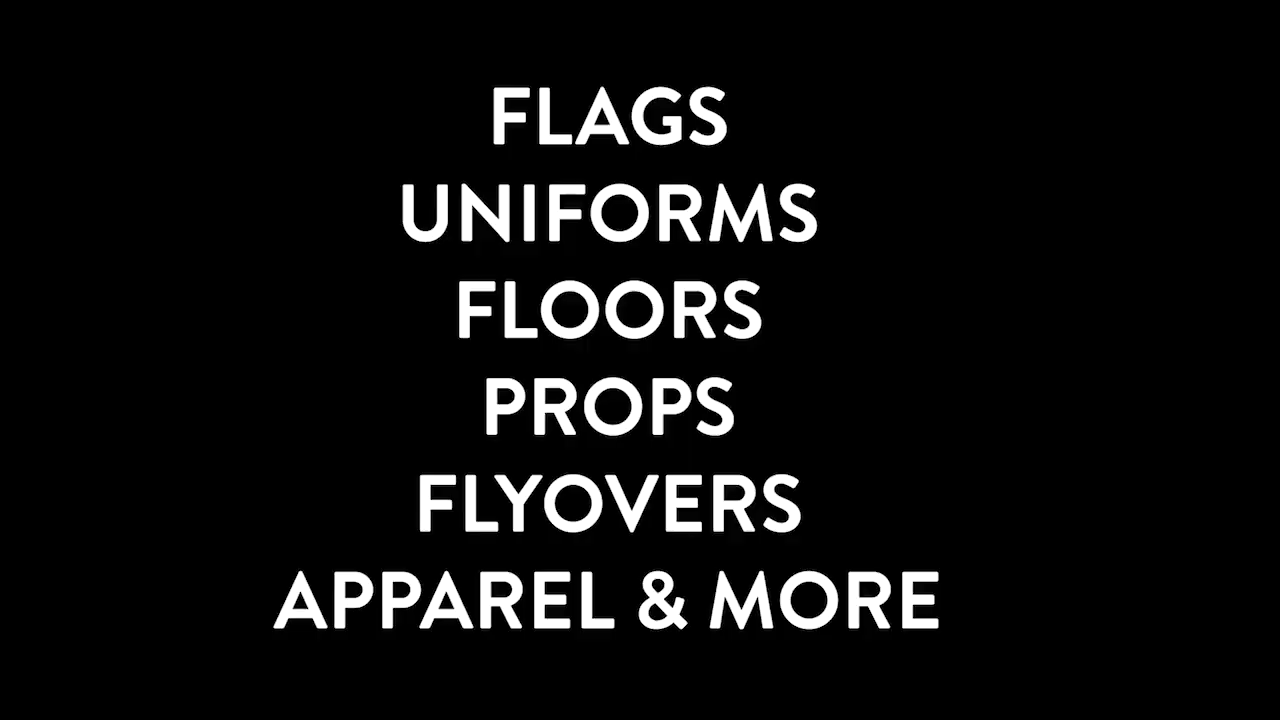 FLAGS
UNIFORMS
FLOORS
PROPS
FLYOVERS
APPAREL & MORE